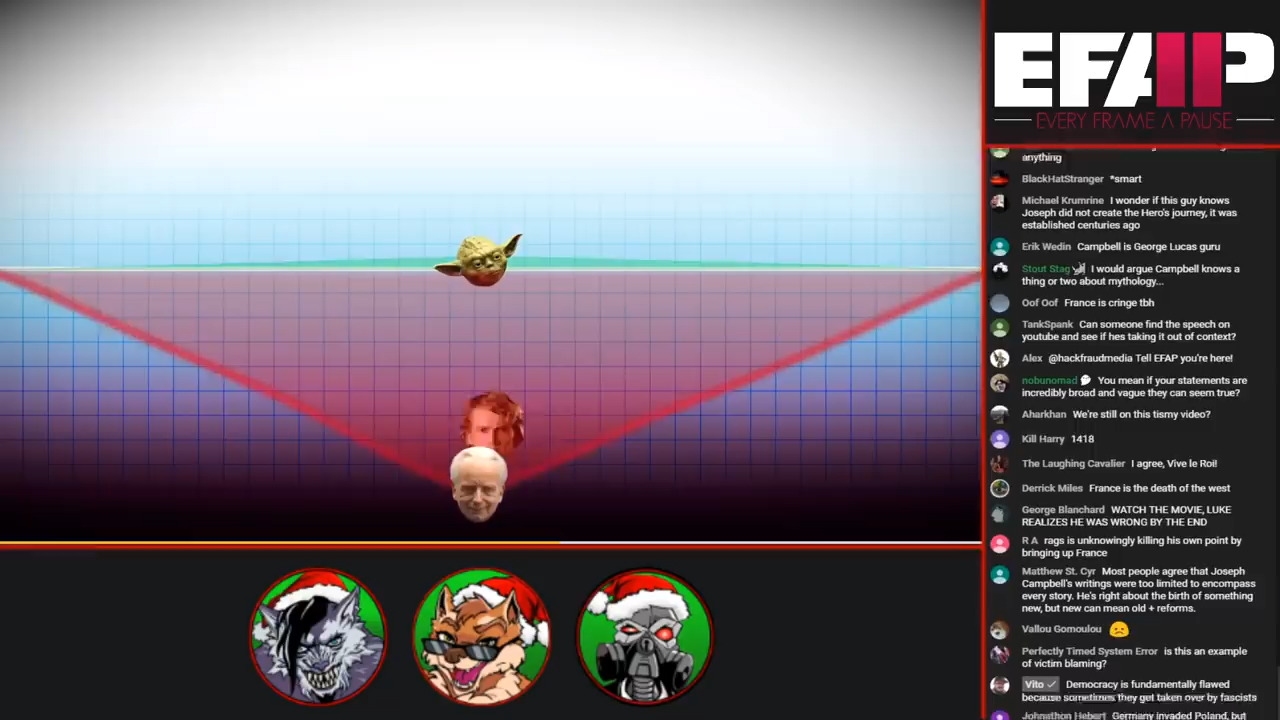 EFAP
EVERY FRAME A PAUSE
anything
BlackHatStranger *smart
Michael Krumrine I wonder if this guy knows
Joseph did not create the Hero's journey, it was
established centuries ago
Erik Wedin Campbell is George Lucas guru
Stout Stag I would argue Campbell knows a
thing or two about mythology...
Oof Oof France is cringe tbh
TankSpank Can someone find the speech on
youtube and see if hes taking it out of context?
Alex @hackfraudmedia Tell EFAP you're here!
nobunomad You mean if your statements are
incredibly broad and vague they can seem true?
Aharkhan We're still on this tismy video?
Kill Harry 1418
The Laughing Cavalier I agree, Vive le Roi!
Derrick Miles France is the death of the west
George Blanchard WATCH THE MOVIE, LUKE
REALIZES HE WAS WRONG BY THE END
R A rags is unknowingly killing his own point by
bringing up France
Matthew St. Cyr Most people agree that Joseph
Campbell's writings were too limited to encompass
every story. He's right about the birth of something
new, but new can mean old + reforms.
Vallou Gomoulou
Perfectly Timed System Error is this an example
of victim blaming?
Vito Democracy is fundamentally flawed
because sometimes they get taken over by fascists
Johnathon Hebert Germany invaded Poland, but